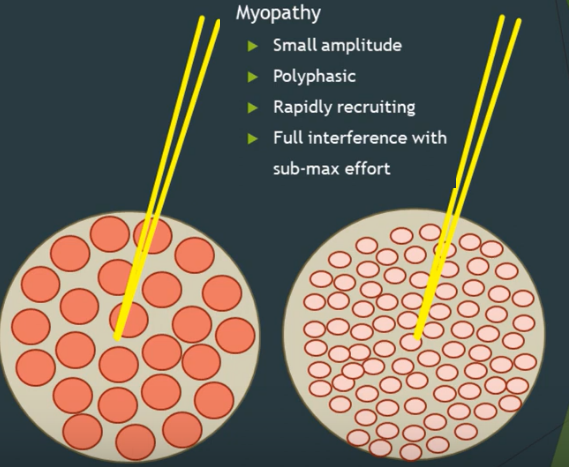 Myopathy
Small amplitude
Polyphasic
Rapidly recruiting
Full interference with
sub-max effort